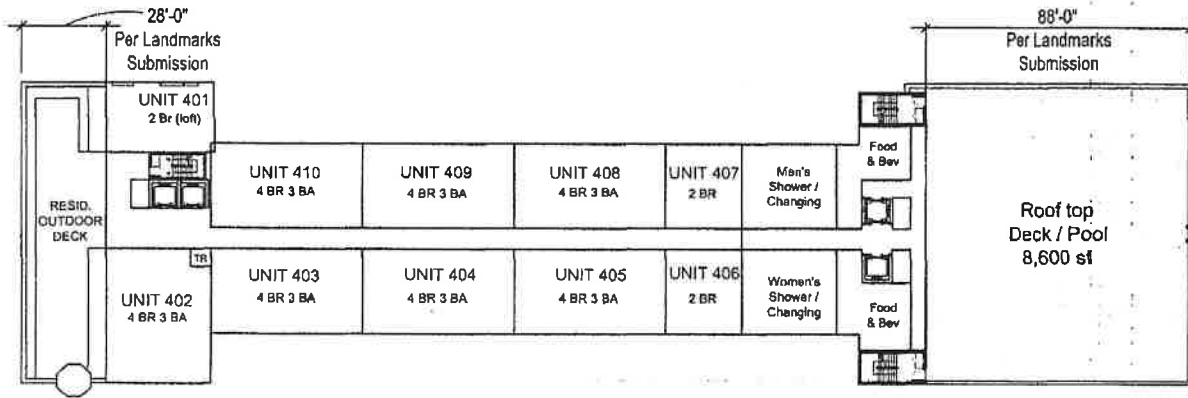 28'-0"
Per Landmarks
Submission
88'-0"
Per Landmarks
Submission
UNIT 401
2 Br (loft)
UNIT 410
4 BR 3 BA
UNIT 409
4 BR 3 BA
UNIT 408
4 BR 3 BA
UNIT 407
2 BR
Men's
Shower /
Changing
Food
& Bev
RESID.
OUTDOOR
DECK
Roof top
Deck / Pool
8,600 sf
TR
UNIT 402
4 BR 3 BA
UNIT 403
4 BR 3 BA
UNIT 404
4 BR 3 BA
UNIT 405
4 BR 3 BA
UNIT 406
2 BR
Women's
Shower /
Changing
Food
& Bev